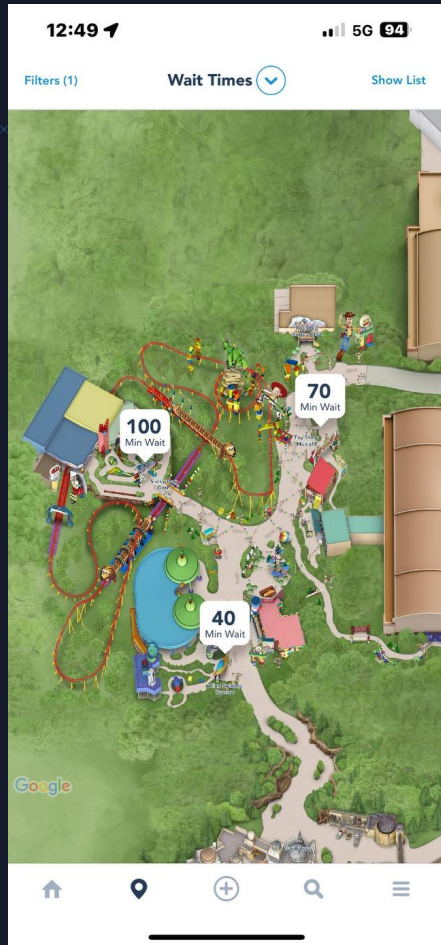 12:49
5G 94
Filters (1)
Wait Times
Show List
70
Min Wait
100
Min Wait
40
Min Wait
Google